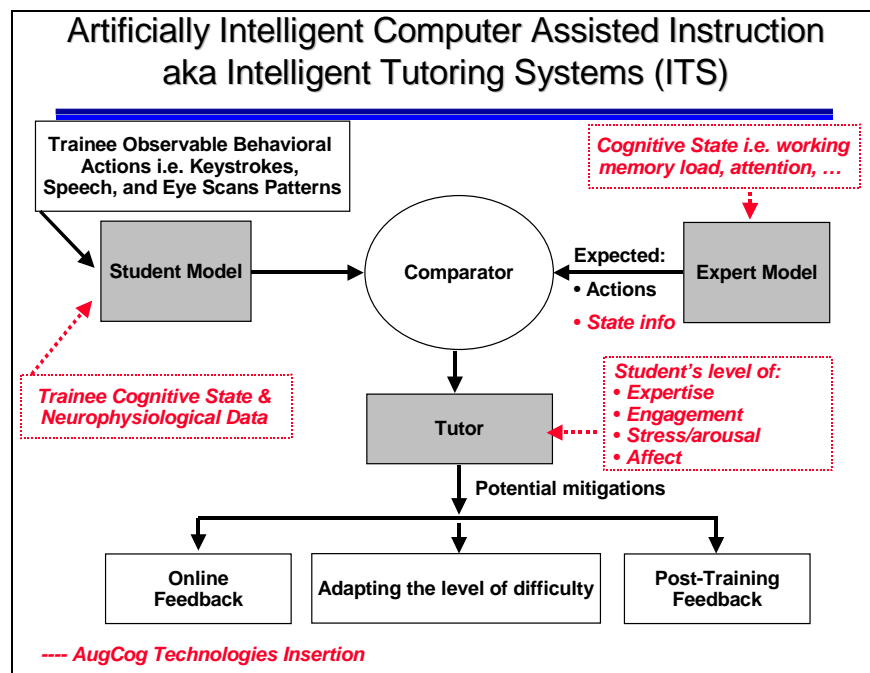 Artificially Intelligent Computer Assisted Instruction
aka Intelligent Tutoring Systems (ITS)
Trainee Observable Behavioral
Actions i.e. Keystrokes,
Speech, and Eye Scans Patterns
Cognitive State i.e. working
memory load, attention, …
Student Model
Comparator
Expected:
• Actions
• State info
Expert Model
Trainee Cognitive State &
Neurophysiological Data
Student's level of:
• Expertise
• Engagement
• Stress/arousal
• Affect
Tutor
Potential mitigations
Online
Feedback
Adapting the level of difficulty
Post-Training
Feedback
---- AugCog Technologies Insertion